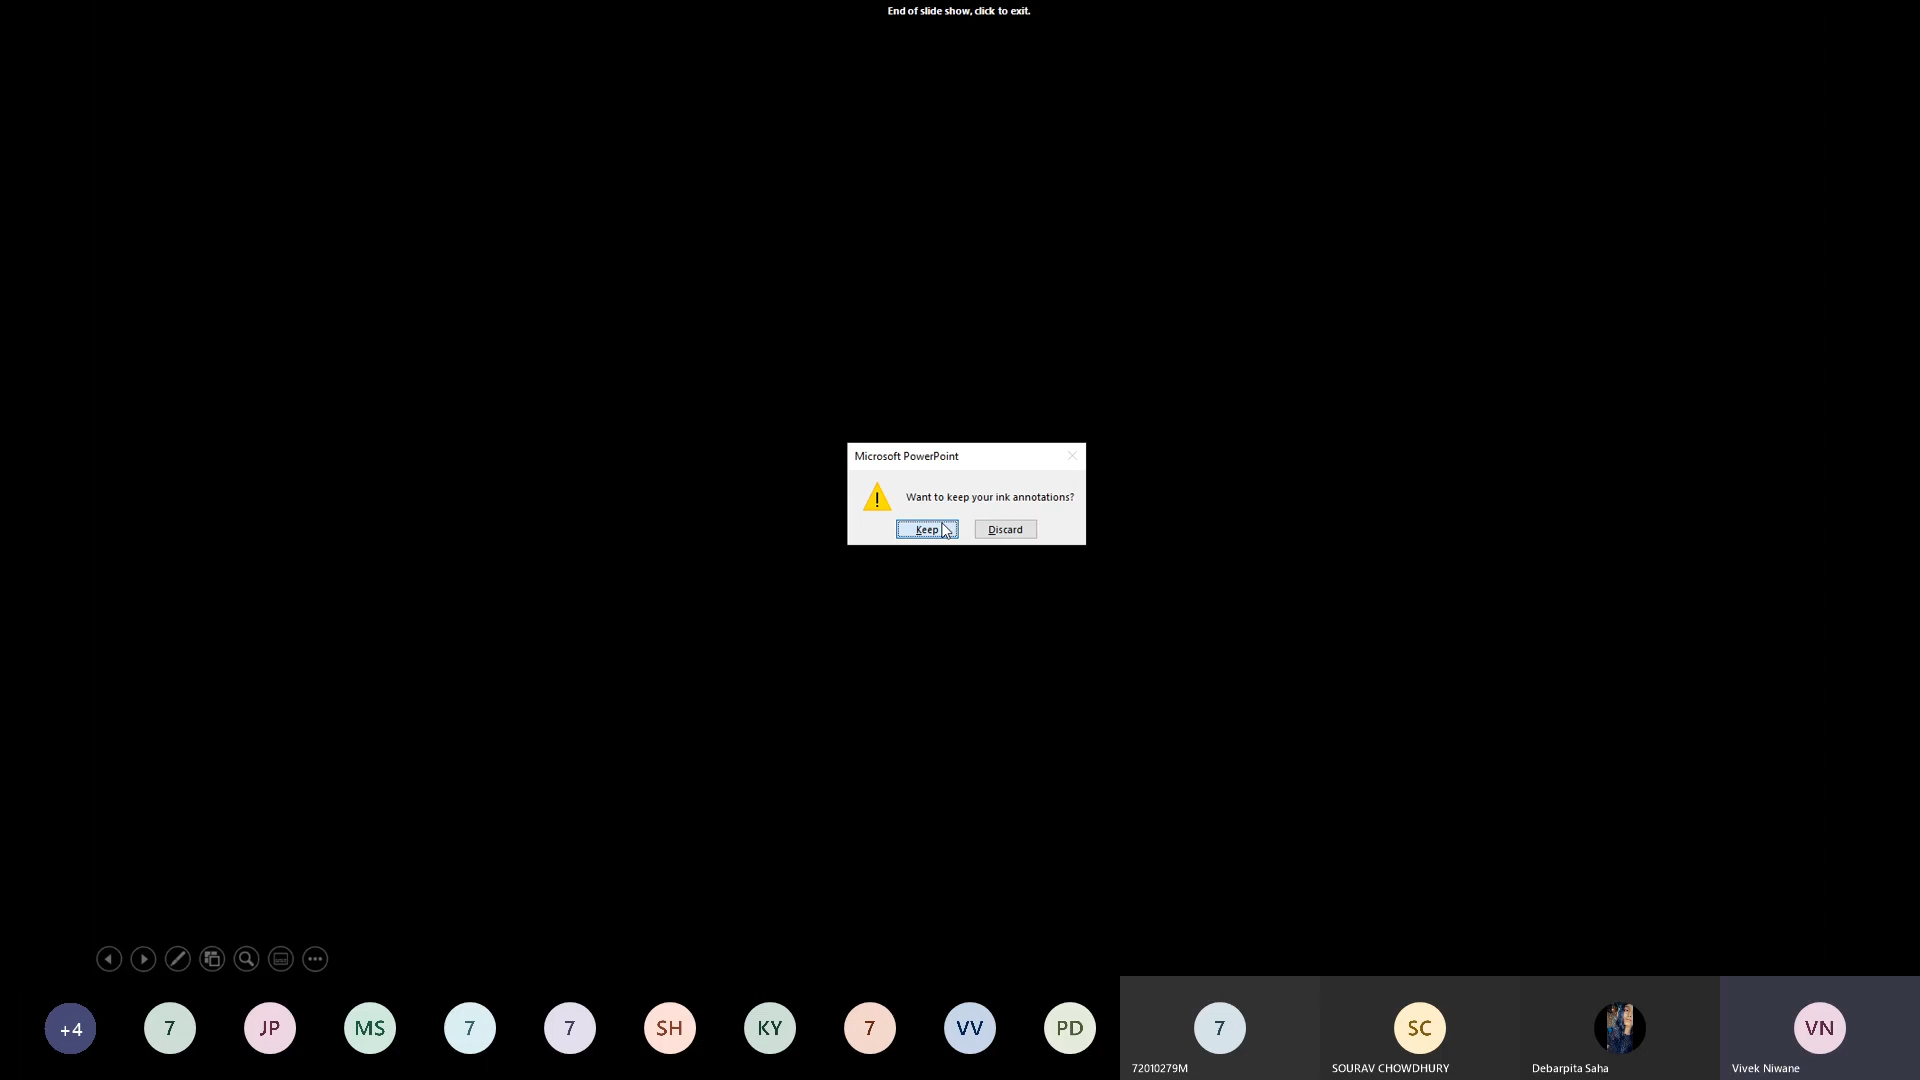 End of slide show, click to exit.
Microsoft PowerPoint
Want to keep your ink annotations?
Keep
Discard
+4
7
JP
MS
7
7
SH
KY
7
VV
PD
7
SC
VN
72010279M
SOURAV CHOWDHURY
Debarpita Saha
Vivek Niwane